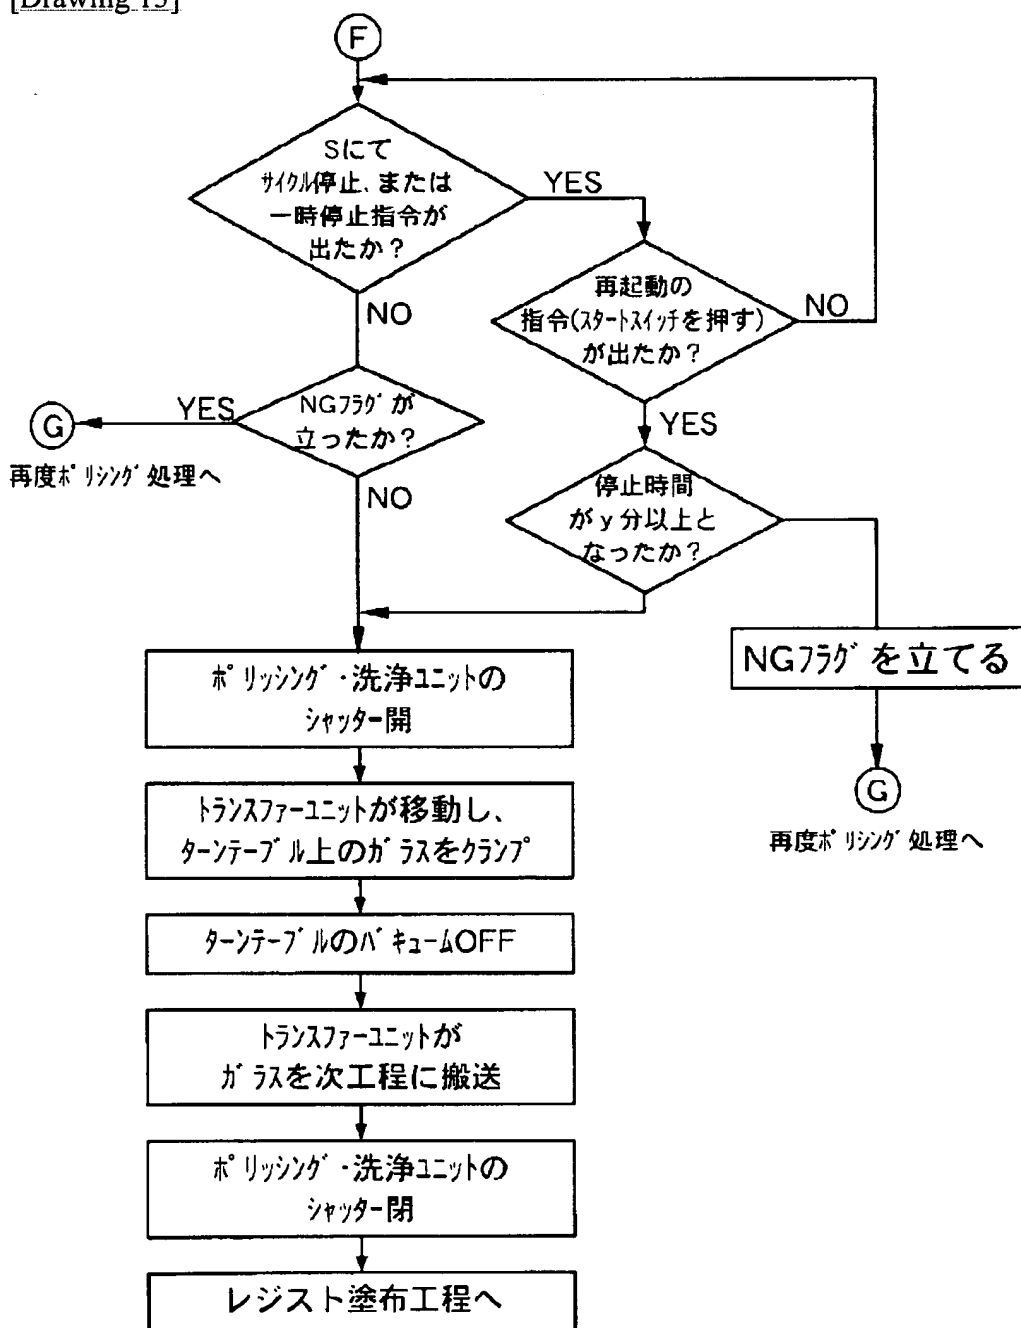 [Drawing 15]
F
Sにて
ｻｲｸﾙ停止、または
一時停止指令が
出たか?
YES
NO
再起動の
指令(ｽﾀｰﾄｽｲｯﾁを押す)
が出たか?
NO
YES
NGﾌﾗｸﾞが
立ったか?
YES
G
再度ﾎﾟﾘｼﾝｸﾞ処理へ
NO
停止時間
がy分以上と
なったか?
NGﾌﾗｸﾞを立てる
G
再度ﾎﾟﾘｼﾝｸﾞ処理へ
ﾎﾟﾘｯｼﾝｸﾞ・洗浄ﾕﾆｯﾄの
ｼｬｯﾀｰ開
ﾄﾗﾝｽﾌｧｰﾕﾆｯﾄが移動し、
ﾀｰﾝﾃｰﾌﾞﾙ上のｶﾞﾗｽをｸﾗﾝﾌﾟ
ﾀｰﾝﾃｰﾌﾞﾙのﾊﾞｷｭｰﾑOFF
ﾄﾗﾝｽﾌｧｰﾕﾆｯﾄが
ｶﾞﾗｽを次工程に搬送
ﾎﾟﾘｯｼﾝｸﾞ・洗浄ﾕﾆｯﾄの
ｼｬｯﾀｰ閉
レジスト塗布工程へ